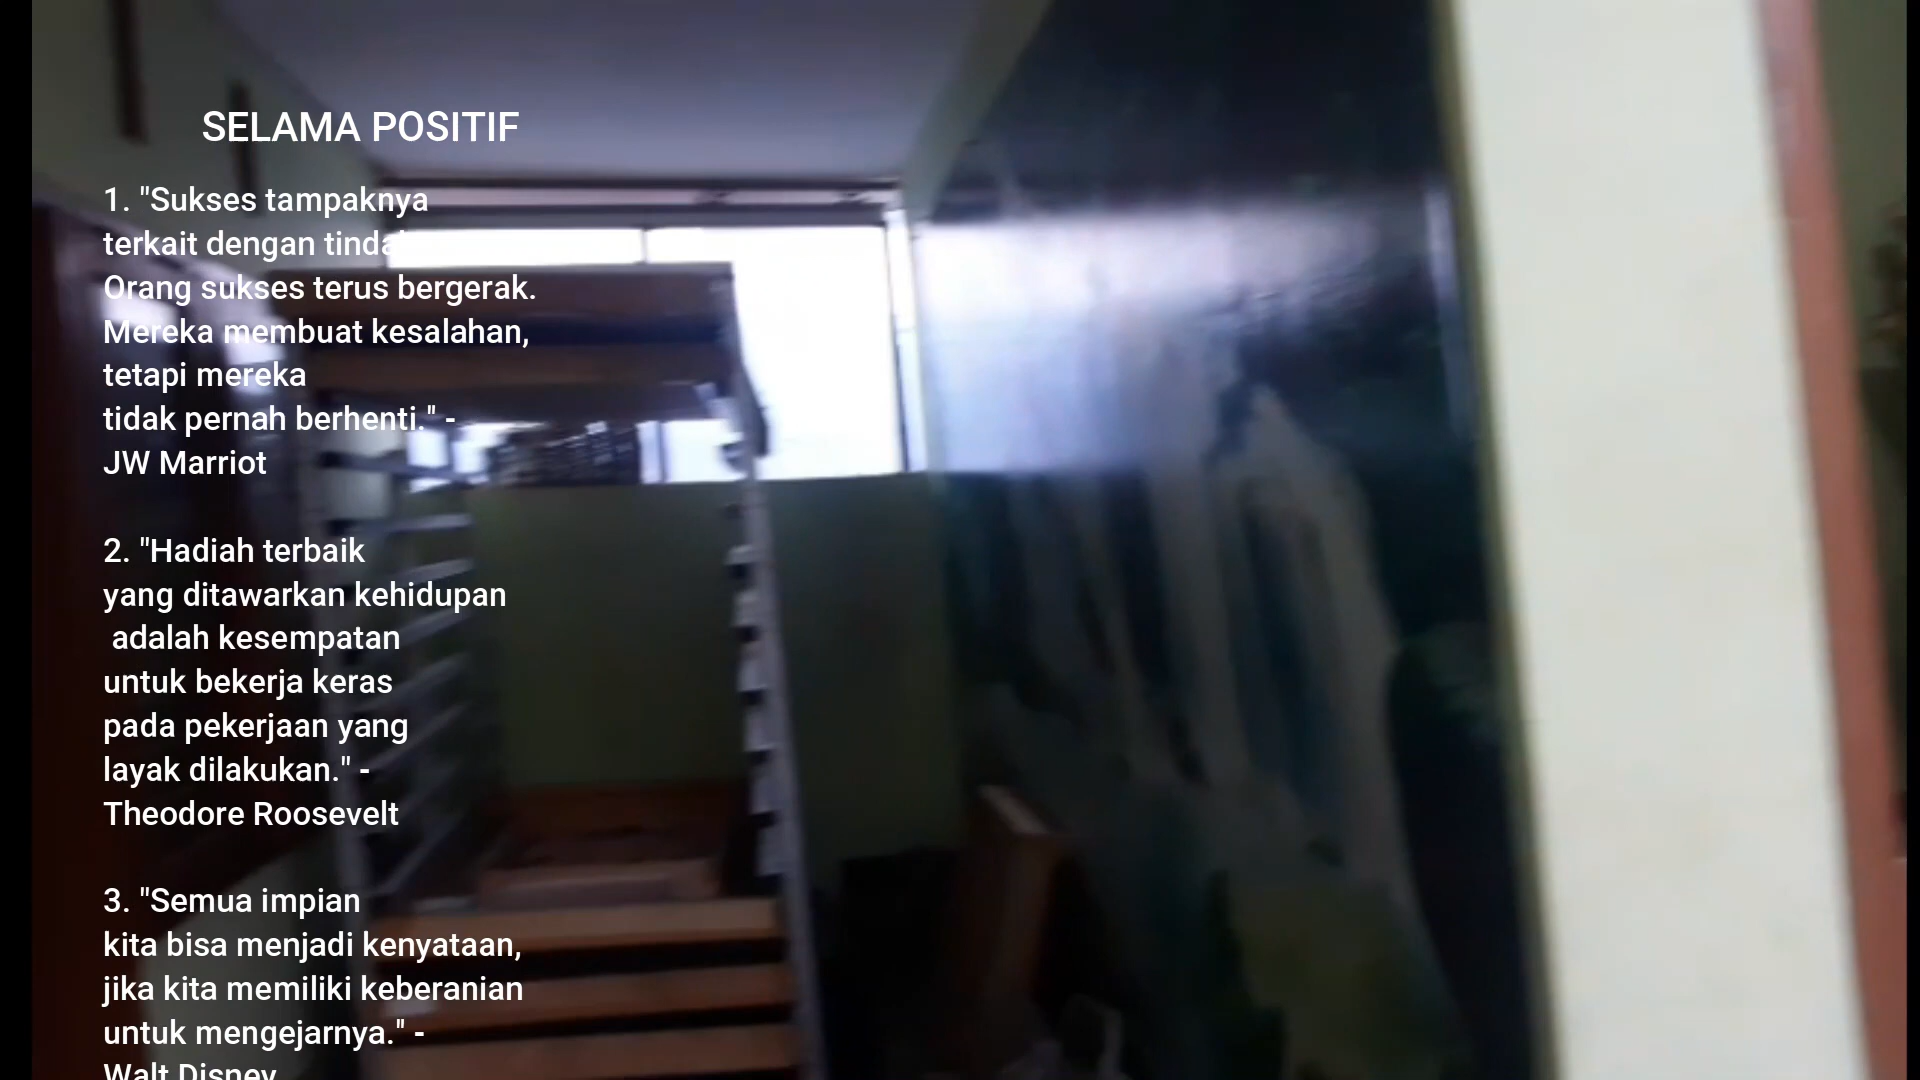 SELAMA POSITIF
1. "Sukses tampaknya
terkait dengan
Orang sukses terus bergerak.
Mereka membuat kesalahan,
tetapi mereka
tidak pernah berhenti." -
JW Marriot
2. "Hadiah terbaik
yang ditawarkan kehidupan
adalah kesempatan
untuk bekerja keras
pada pekerjaan yang
layak dilakukan." -
Theodore Roosevelt
3. "Semua impian
kita bisa menjadi kenyataan,
jika kita memiliki keberanian
untuk mengejarnya." -
Walt Disney